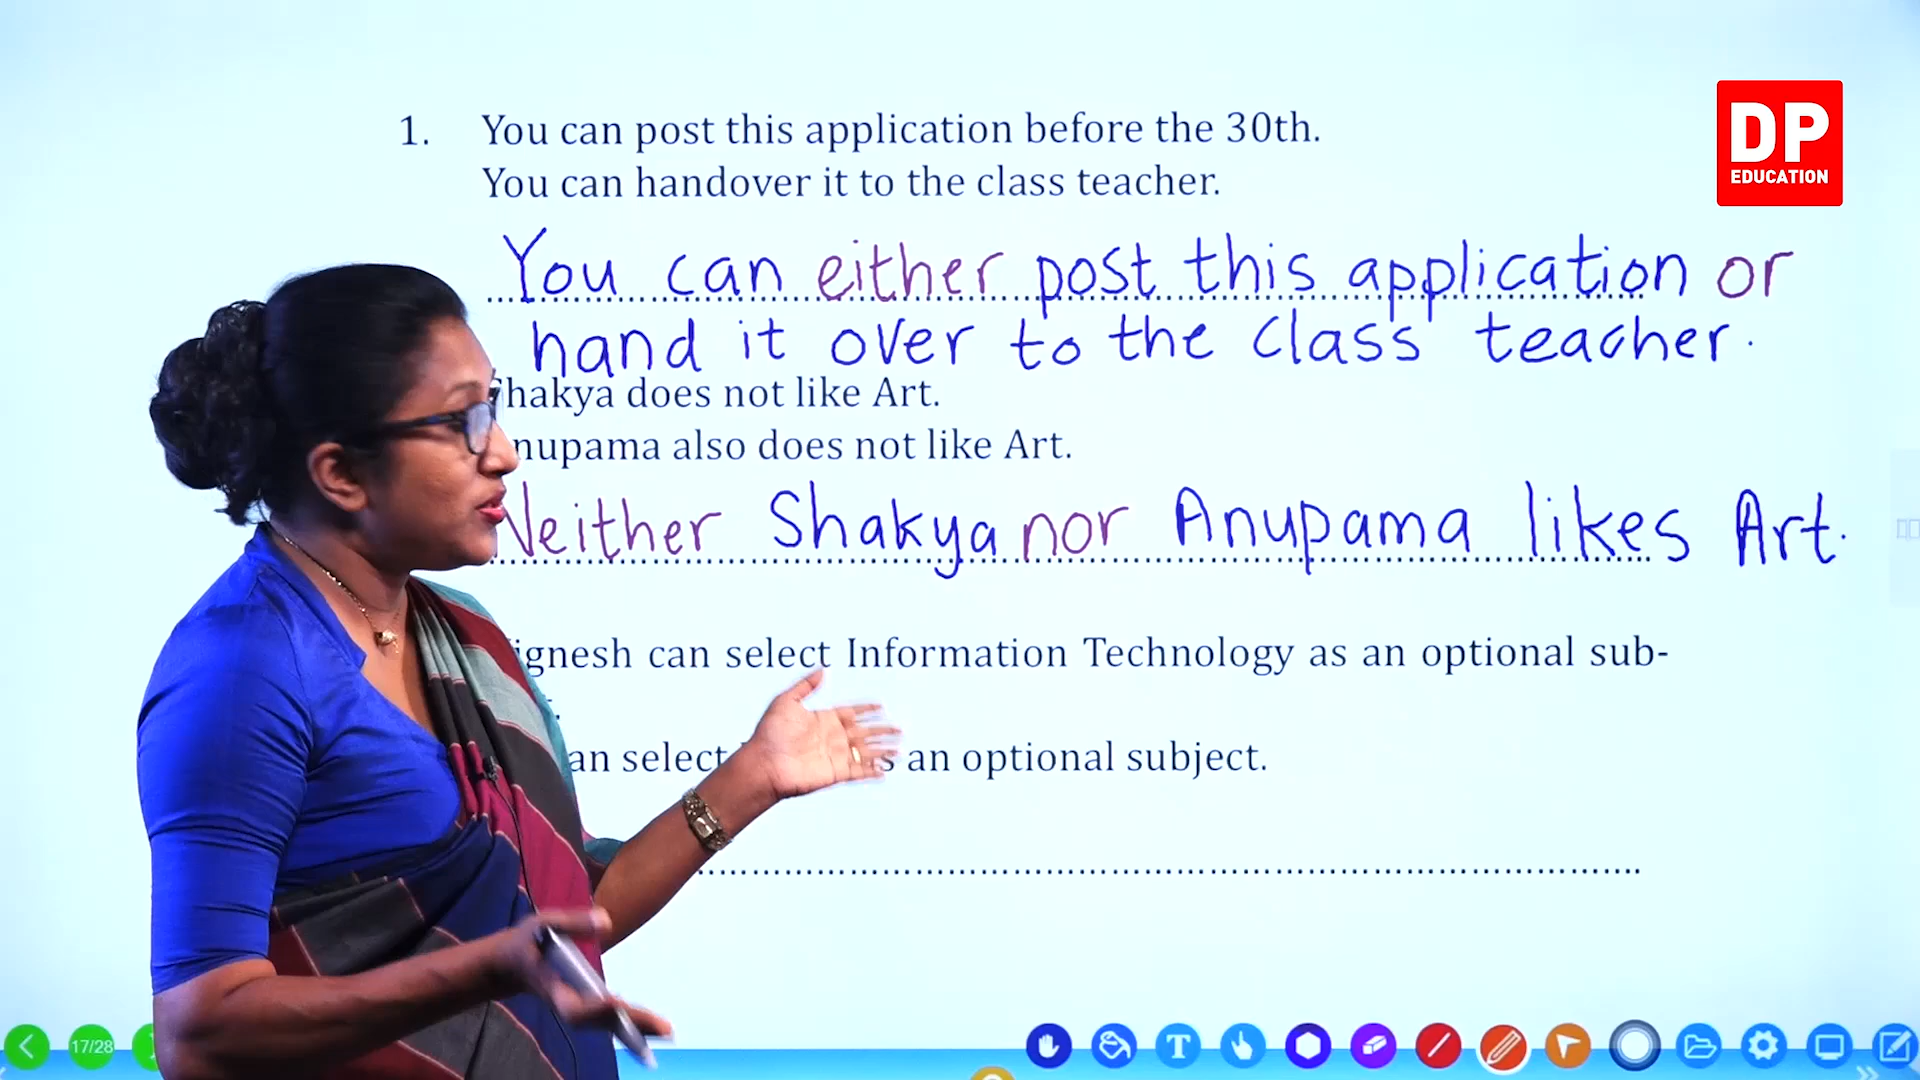 DP
EDUCATION
1. You can post this application before the 30th.
You can handover it to the class teacher.
You can either post this application or
hand it over to the class teacher.
hakya does not like Art.
nupama also does not like Art.
Neither Shakya nor Anupama likes Art.
ignesh can select Information Technology as an optional sub-
an select s an optional subject.
17/28